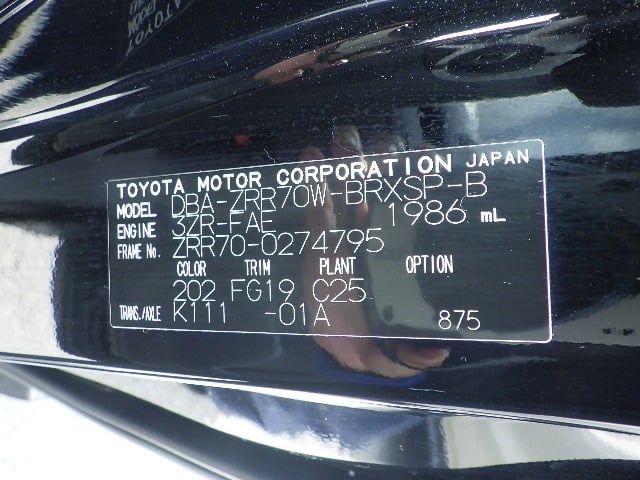 TOYOTA MOTOR CORPORATION JAPAN
MODEL DBA-ZRR70W-BRXSP-B
ENGINE 3ZR-FAE 1986 mL
FRAME No. ZRR70-0274795
COLOR TRIM PLANT OPTION
202 FG19 C25
TRANS./AXLE K111 -01A 875